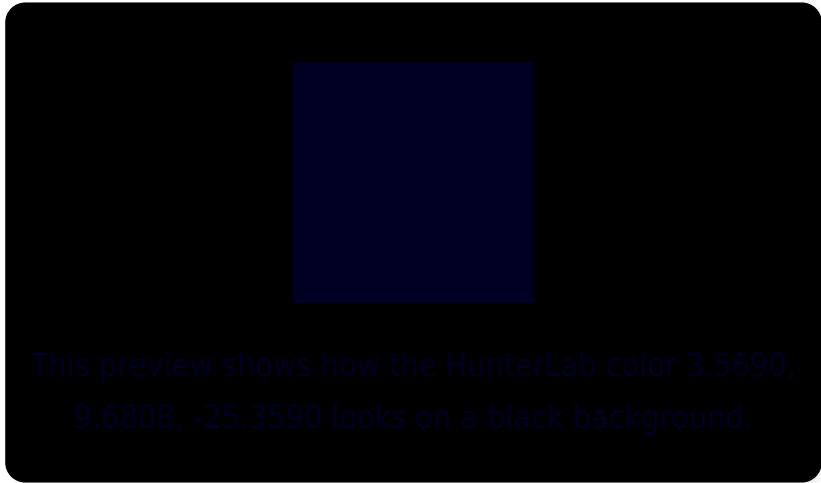 This preview shows how the HunterLab color 3.5690,
9.6808, -25.3590 looks on a black background.